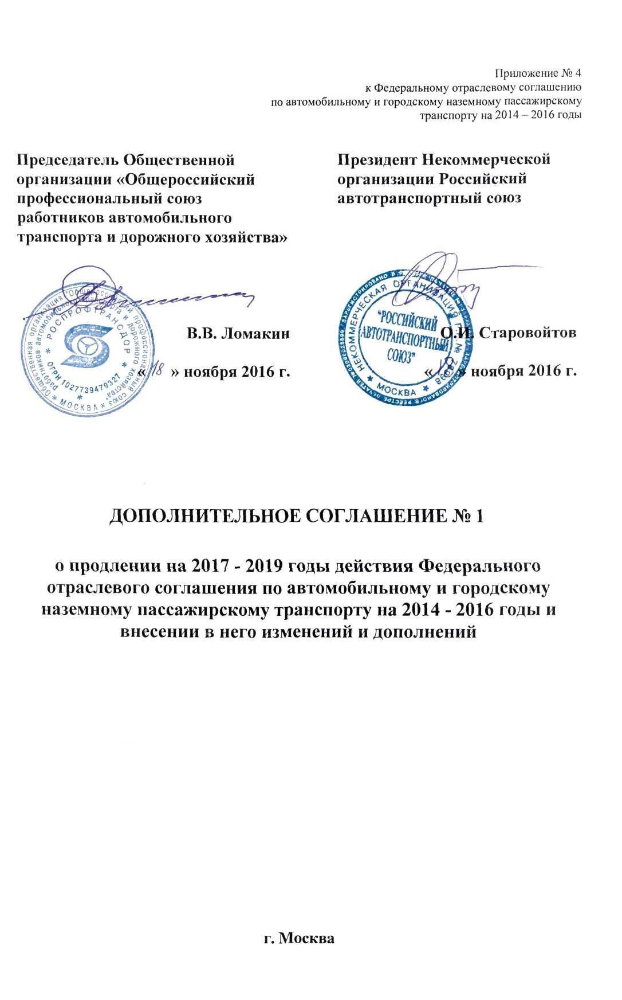 Приложение № 4
к Федеральному отраслевому соглашению
по автомобильному и городскому наземному пассажирскому
транспорту на 2014 – 2016 годы
Председатель Общественной
организации «Общероссийский
профессиональный союз
работников автомобильного
транспорта и дорожного хозяйства»
В.В. Ломакин
«18» ноября 2016 г.
Президент Некоммерческой
организации Российский
автотранспортный союз
О.И. Старовойтов
«18» ноября 2016 г.
Общественная организация "Общероссийский профессиональный союз
работников автомобильного транспорта и дорожного хозяйства"
* МОСКВА *
* РОСПРОФТРАНСДОР *
ОГРН 1027739479327
НЕКОММЕРЧЕСКАЯ ОРГАНИЗАЦИЯ
★ МОСКВА ★
"РОССИЙСКИЙ
АВТОТРАНСПОРТНЫЙ
СОЮЗ"
ДОПОЛНИТЕЛЬНОЕ СОГЛАШЕНИЕ № 1
о продлении на 2017 - 2019 годы действия Федерального
отраслевого соглашения по автомобильному и городскому
наземному пассажирскому транспорту на 2014 - 2016 годы и
внесении в него изменений и дополнений
г. Москва